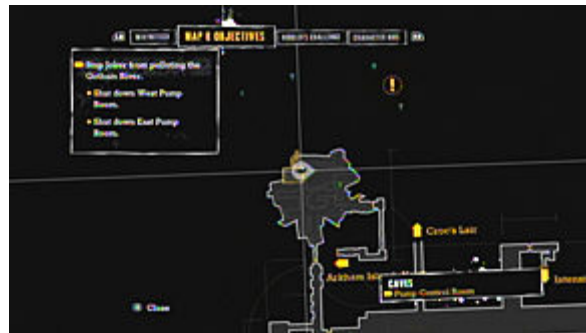 MAP & OBJECTIVES
CHARACTER BIOS
Stop Joker from polluting the
Gotham River.
Shut down West Pump
Room.
Shut down East Pump
Room.
Croc's Lair
Arkham Island
CAVES
Pump Control Room
Close